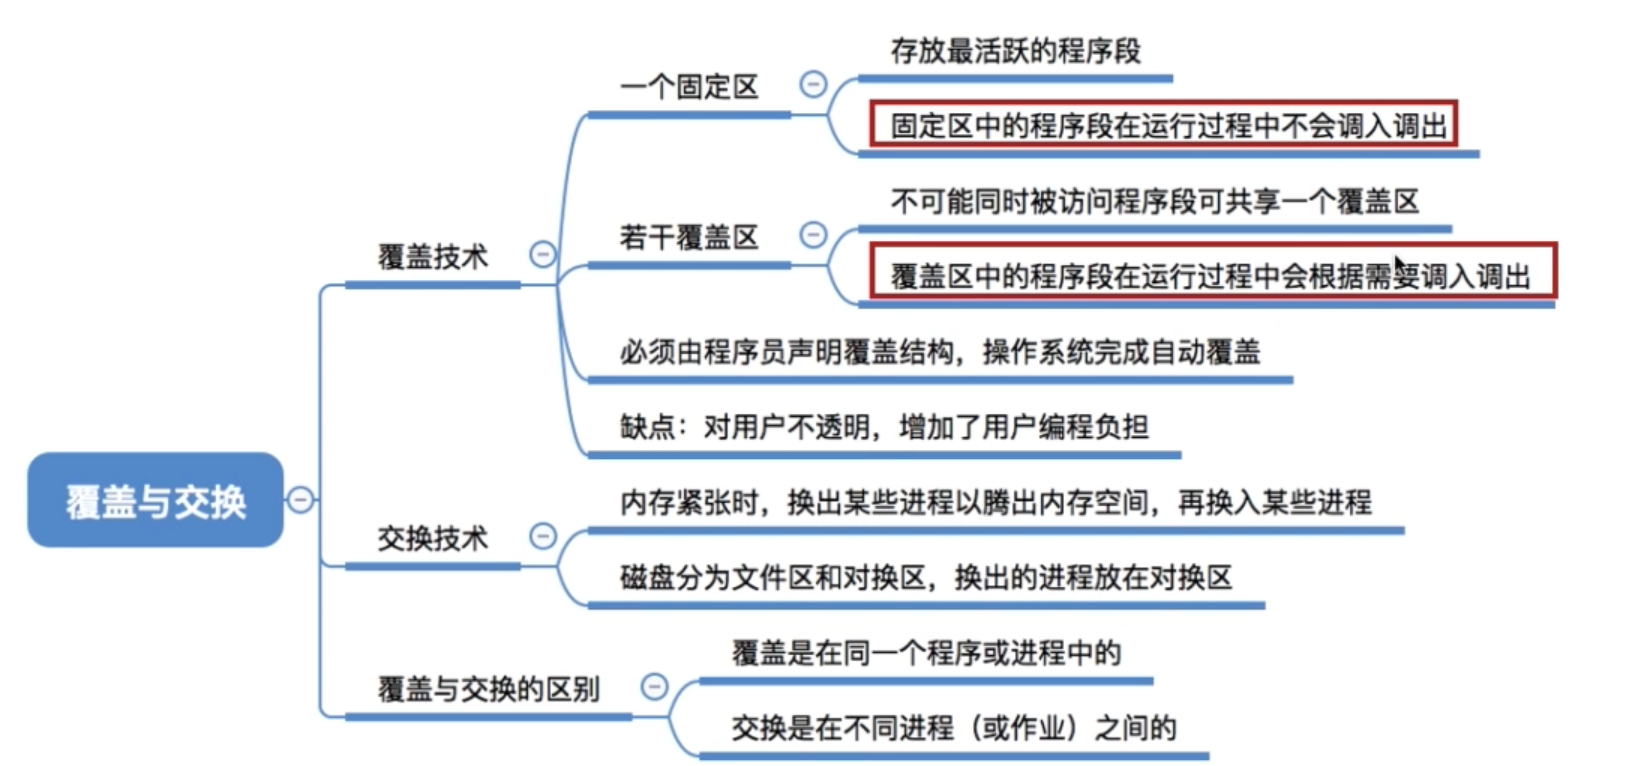 存放最活跃的程序段
一个固定区
固定区中的程序段在运行过程中不会调入调出
不可能同时被访问程序段可共享一个覆盖区
若干覆盖区
覆盖技术
覆盖区中的程序段在运行过程中会根据需要调入调出
必须由程序员声明覆盖结构，操作系统完成自动覆盖
缺点：对用户不透明，增加了用户编程负担
覆盖与交换
内存紧张时，换出某些进程以腾出内存空间，再换入某些进程
交换技术
磁盘分为文件区和对换区，换出的进程放在对换区
覆盖是在同一个程序或进程中的
覆盖与交换的区别
交换是在不同进程（或作业）之间的